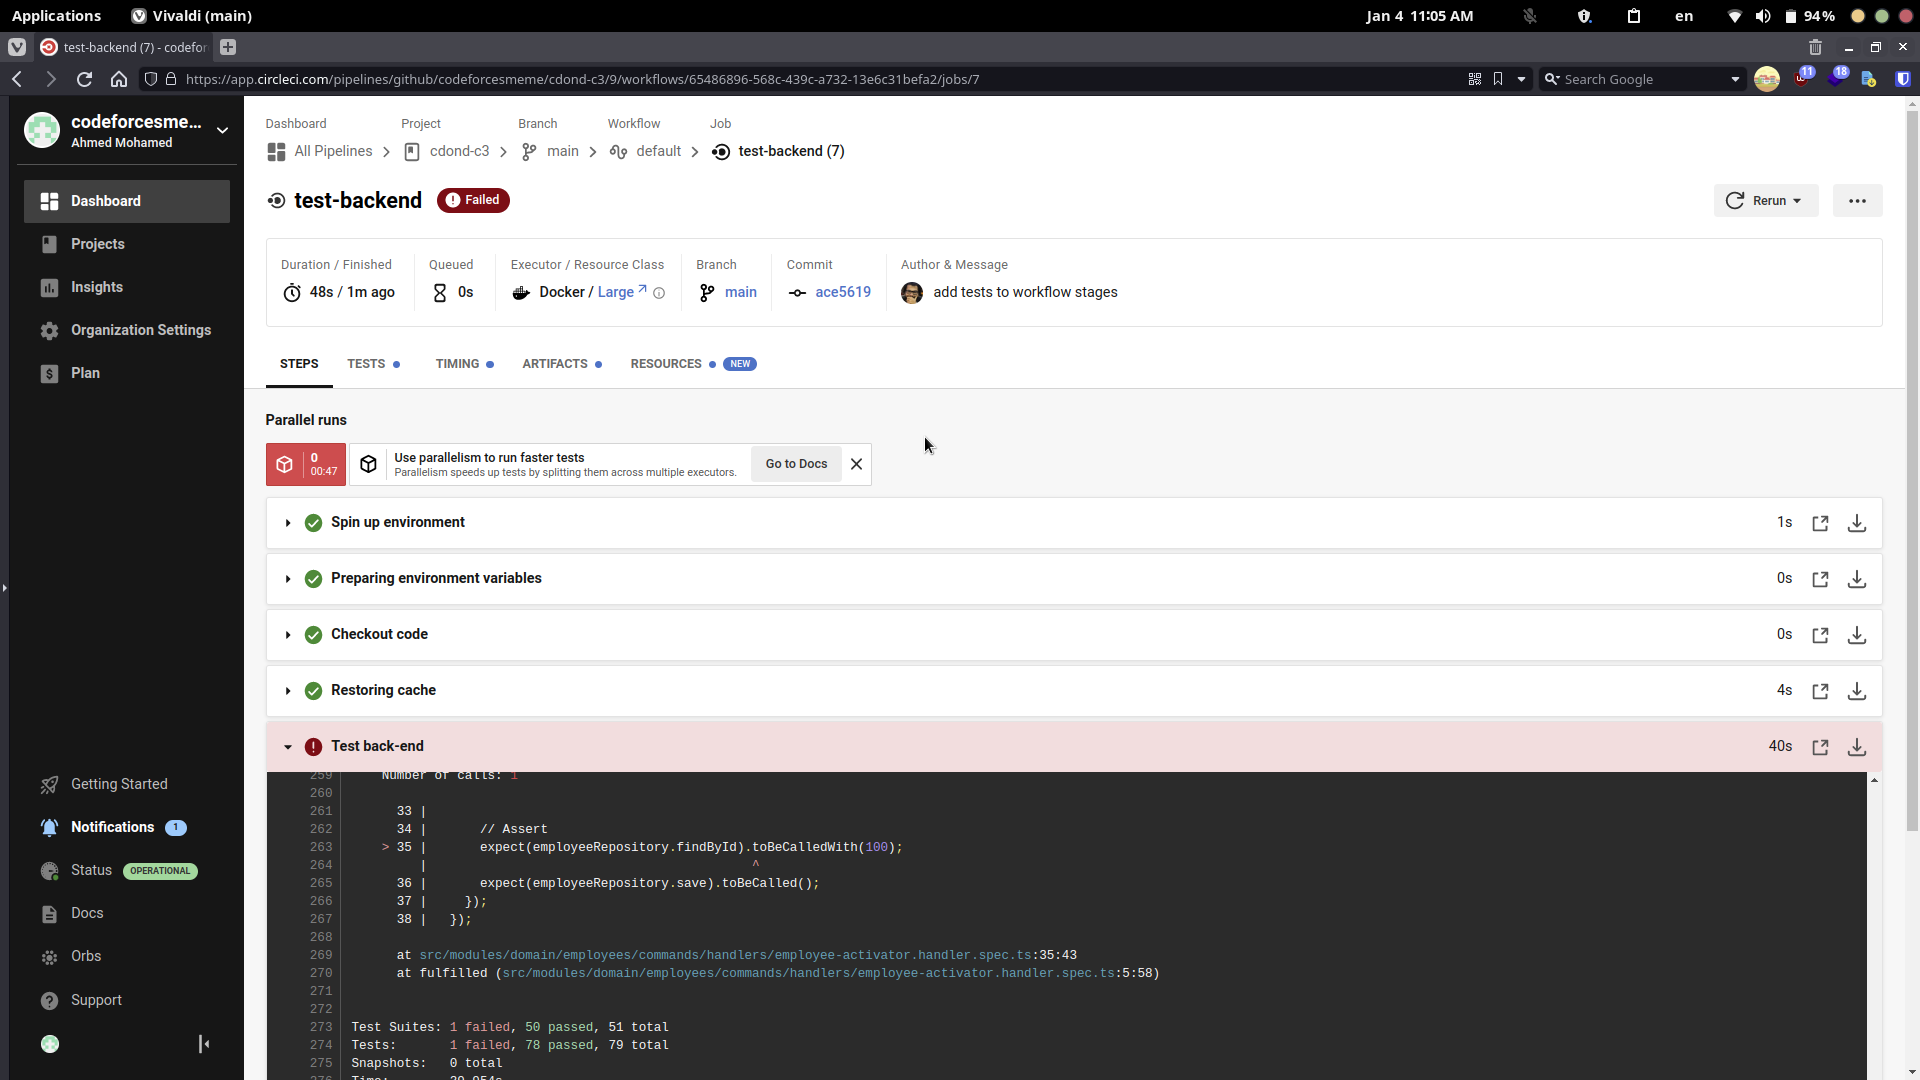 Applications
Vivaldi (main)
Jan 4 11:05 AM
en
94%
test-backend (7) - codefor
https://app.circleci.com/pipelines/github/codeforcesmeme/cdond-c3/9/workflows/65486896-568c-439c-a732-13e6c31befa2/jobs/7
Search Google
11
18
codeforcesme...
Ahmed Mohamed
Dashboard
Projects
Insights
Organization Settings
Plan
Getting Started
Notifications 1
Status OPERATIONAL
Docs
Orbs
Support
Dashboard Project Branch Workflow Job
All Pipelines cdond-c3 main default test-backend (7)
test-backend Failed
Rerun
Duration / Finished Queued Executor / Resource Class Branch Commit Author & Message
48s / 1m ago 0s Docker / Large main ace5619 add tests to workflow stages
STEPS TESTS TIMING ARTIFACTS RESOURCES NEW
Parallel runs
0
00:47
Use parallelism to run faster tests
Parallelism speeds up tests by splitting them across multiple executors.
Go to Docs
Spin up environment 1s
Preparing environment variables 0s
Checkout code 0s
Restoring cache 4s
Test back-end 40s
259 Number of calls: 1
260
261 33 |
262 34 | // Assert
263 > 35 | expect(employeeRepository.findById).toBeCalledWith(100);
264 | ^
265 36 | expect(employeeRepository.save).toBeCalled();
266 37 | });
267 38 | });
268
269 at src/modules/domain/employees/commands/handlers/employee-activator.handler.spec.ts:35:43
270 at fulfilled (src/modules/domain/employees/commands/handlers/employee-activator.handler.spec.ts:5:58)
271
272
273 Test Suites: 1 failed, 50 passed, 51 total
274 Tests: 1 failed, 78 passed, 79 total
275 Snapshots: 0 total